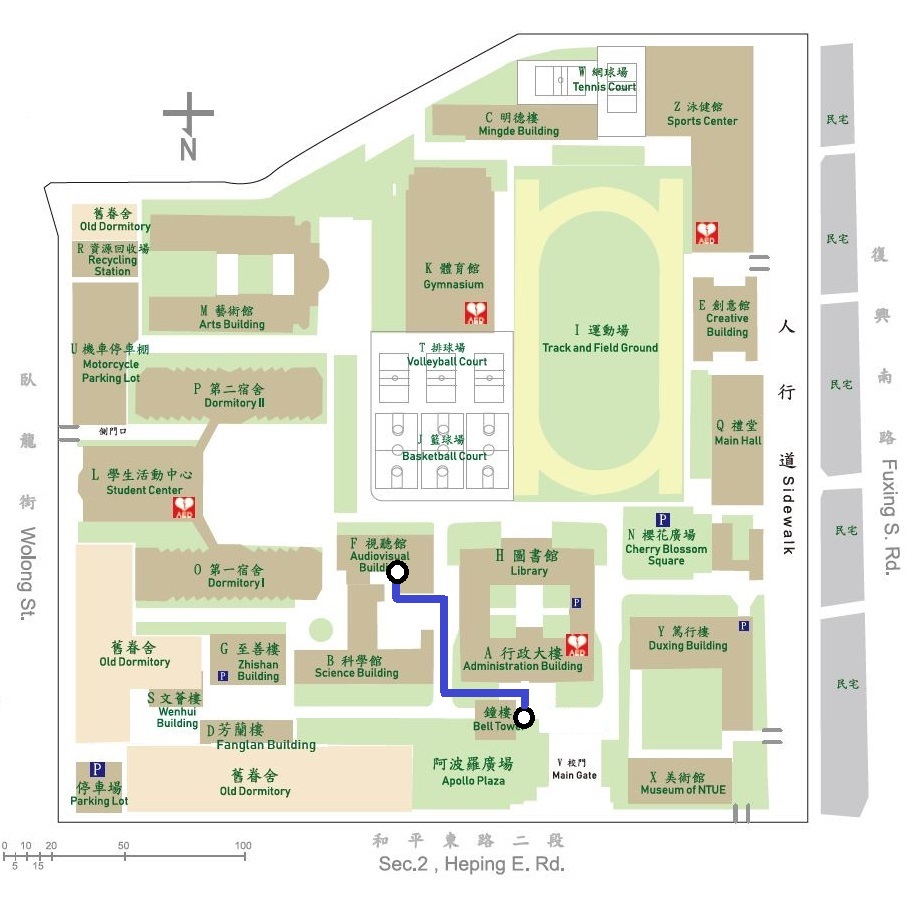 W 網球場
Tennis Court
C 明德樓
Mingde Building
Z 泳健館
Sports Center
民宅
N
舊眷舍
Old Dormitory
R 資源回收場
Recycling
Station
AED
民宅
復興南路
Fuxing S. Rd.
K 體育館
Gymnasium
AED
M 藝術館
Arts Building
E 創意館
Creative
Building
人行道 Sidewalk
I 運動場
Track and Field Ground
U 機車停車棚
Motorcycle
Parking Lot
T 排球場
Volleyball Court
P 第二宿舍
Dormitory II
民宅
臥龍街
Wolong St.
側門口
J 籃球場
Basketball Court
Q 禮堂
Main Hall
L 學生活動中心
Student Center
AED
P
N 櫻花廣場
Cherry Blossom
Square
民宅
F 視聽館
Audiovisual
Buildin
H 圖書館
Library
O 第一宿舍
Dormitory I
P
P
Y 篤行樓
Duxing Building
舊眷舍
Old Dormitory
G 至善樓
Zhishan
Building
P
B 科學館
Science Building
A 行政大樓
Administration Building
AED
民宅
S 文薈樓
Wenhui
Building
鐘樓
Bell Towe
D 芳蘭樓
Fanglan Building
P
停車場
Parking Lot
舊眷舍
Old Dormitory
阿波羅廣場
Apollo Plaza
V 校門
Main Gate
X 美術館
Museum of NTUE
和平東路二段
Sec.2 , Heping E. Rd.
0 10 20 50 100
5 15